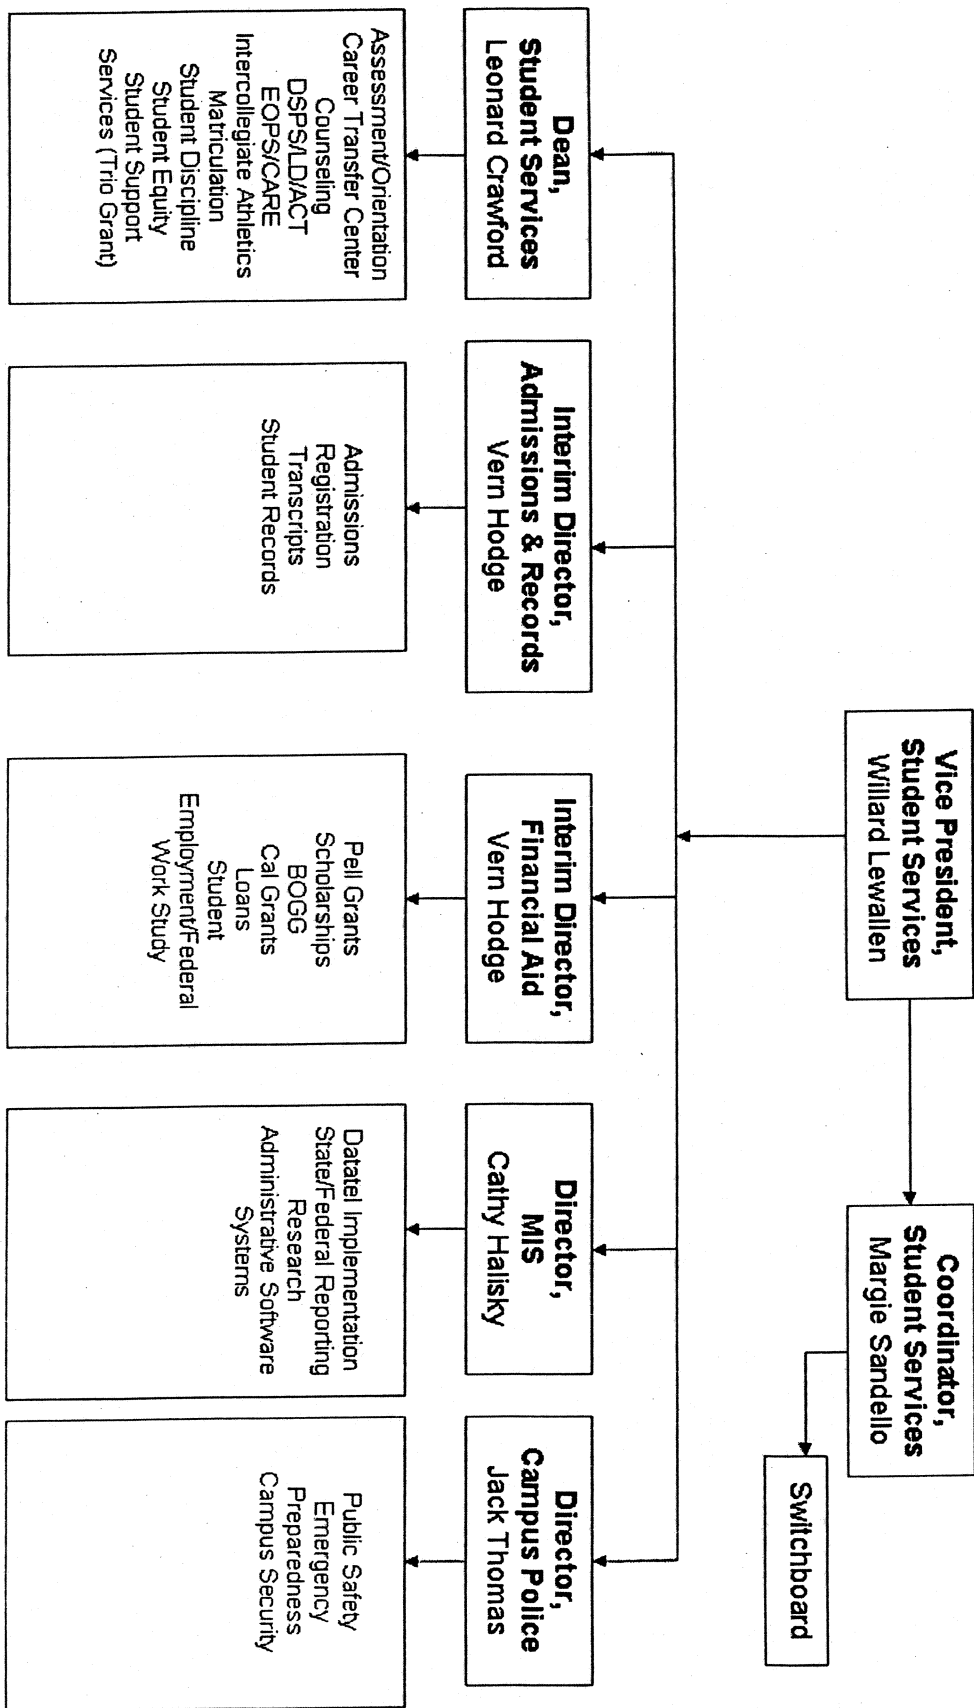 Vice President,
Student Services
Willard Lewallen
Coordinator,
Student Services
Margie Sandello
Switchboard
Dean,
Student Services
Leonard Crawford
Interim Director,
Admissions & Records
Vern Hodge
Interim Director,
Financial Aid
Vern Hodge
Director,
MIS
Cathy Halisky
Director,
Campus Police
Jack Thomas
Assessment/Orientation
Career Transfer Center
Counseling
DSPS/LD/ACT
EOPS/CARE
Intercollegiate Athletics
Matriculation
Student Discipline
Student Equity
Student Support
Services (Trio Grant)
Admissions
Registration
Transcripts
Student Records
Pell Grants
Scholarships
BOGG
Cal Grants
Loans
Student
Employment/Federal
Work Study
Datatel Implementation
State/Federal Reporting
Research
Administrative Software
Systems
Public Safety
Emergency
Preparedness
Campus Security